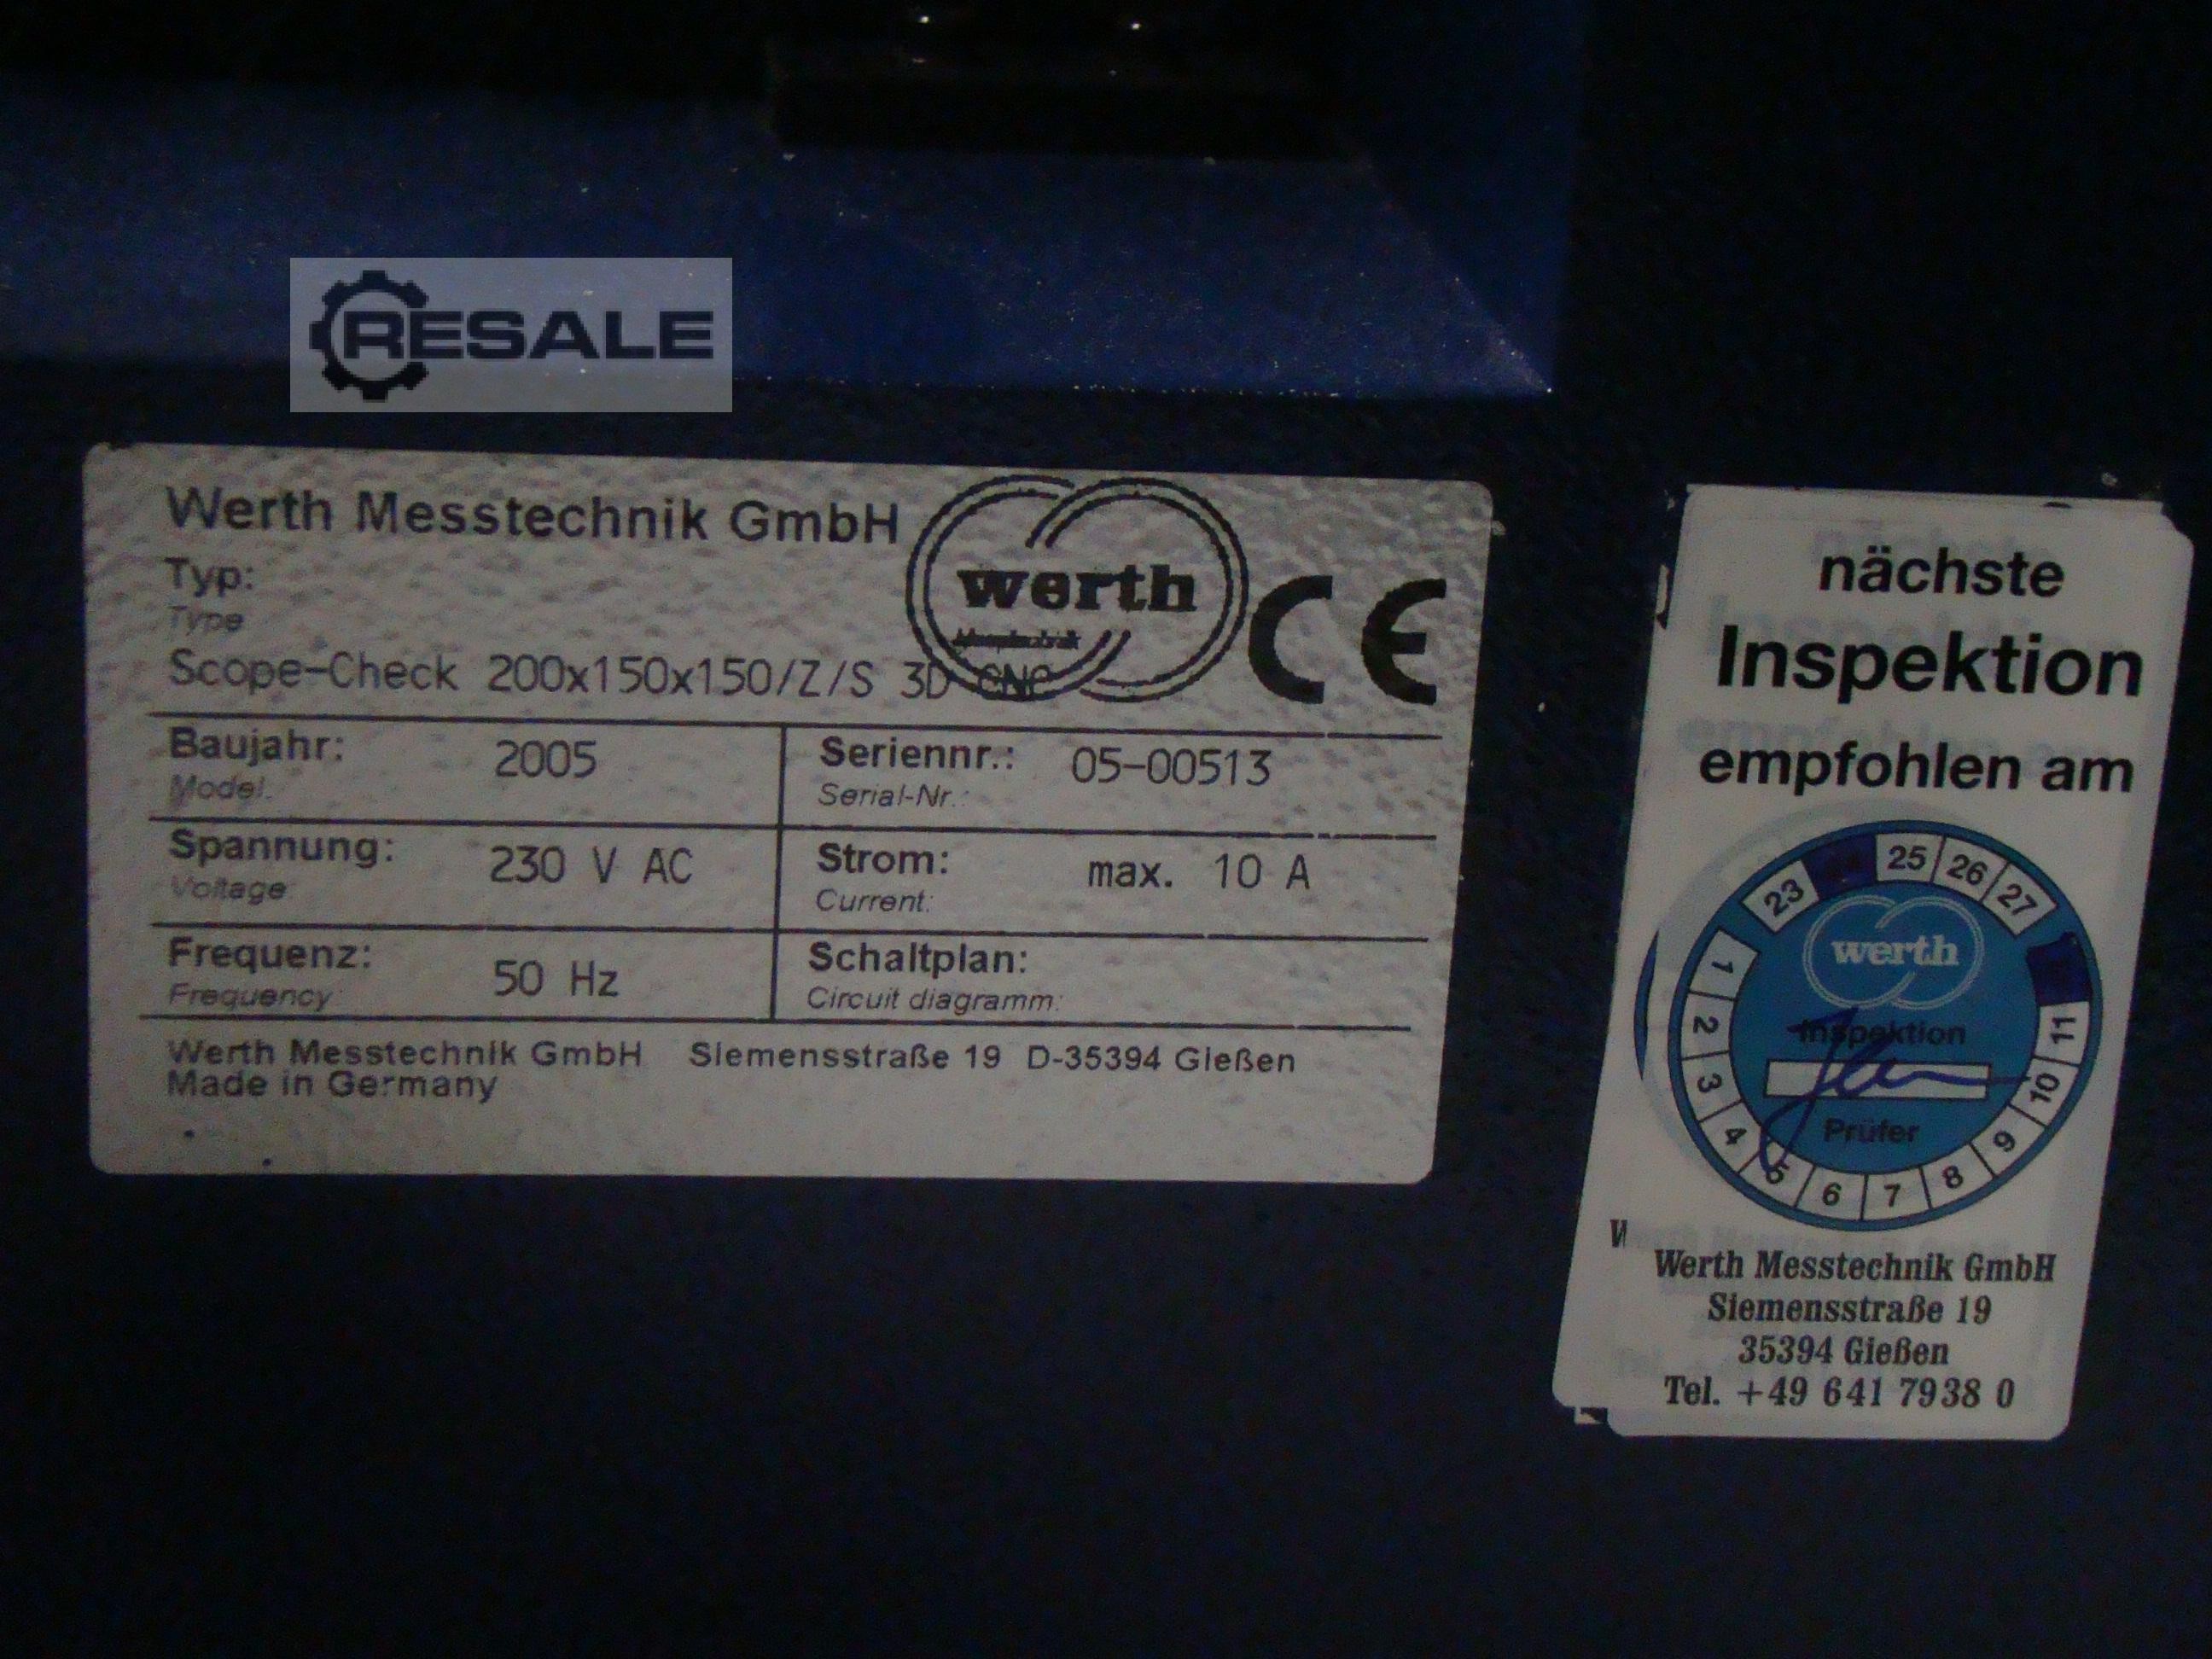 RESALE
Werth Messtechnik GmbH
werth
CE
Typ:
Type
Scope-Check 200x150x150/Z/S 3D CNC
Baujahr: 2005 Seriennr.: 05-00513
Model: Serial-Nr.:
Spannung: 230 V AC Strom: max. 10 A
Voltage Current:
Frequenz: 50 Hz Schaltplan:
Frequency Circuit diagramm:
Werth Messtechnik GmbH Siemensstraße 19 D-35394 Gießen
Made in Germany
nächste
Inspektion
empfohlen am
23 25 26 27
1 2 3 4 5 6 7 8 9 10 11
werth
Inspektion
Prüfer
Werth Messtechnik GmbH
Siemensstraße 19
35394 Gießen
Tel. +49 641 7938 0